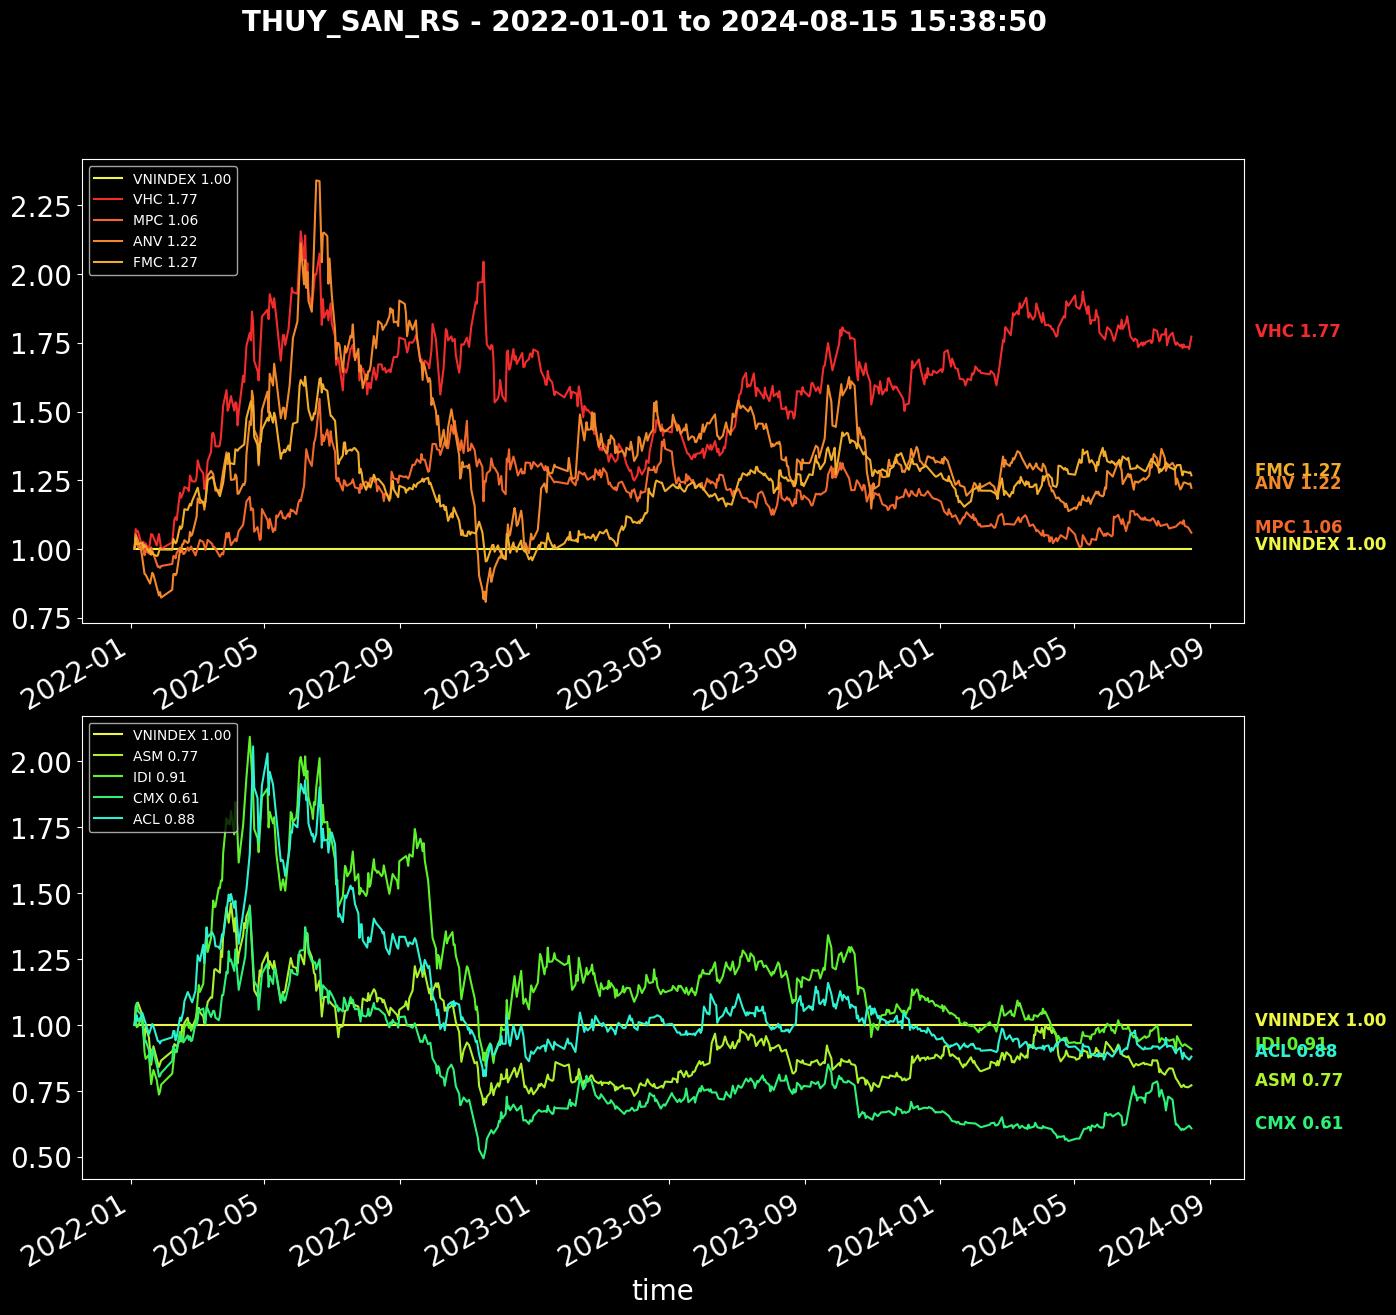 THUY_SAN_RS - 2022-01-01 to 2024-08-15 15:38:50
VNINDEX 1.00
VHC 1.77
MPC 1.06
ANV 1.22
FMC 1.27
2.25
2.00
1.75
1.50
1.25
1.00
0.75
VHC 1.77
FMC 1.27
ANV 1.22
MPC 1.06
VNINDEX 1.00
2022-01
2022-05
2022-09
2023-01
2023-05
2023-09
2024-01
2024-05
2024-09
VNINDEX 1.00
ASM 0.77
IDI 0.91
CMX 0.61
ACL 0.88
2.00
1.75
1.50
1.25
1.00
0.75
0.50
VNINDEX 1.00
IDI 0.91
ACL 0.88
ASM 0.77
CMX 0.61
2022-01
2022-05
2022-09
2023-01
2023-05
2023-09
2024-01
2024-05
2024-09
time